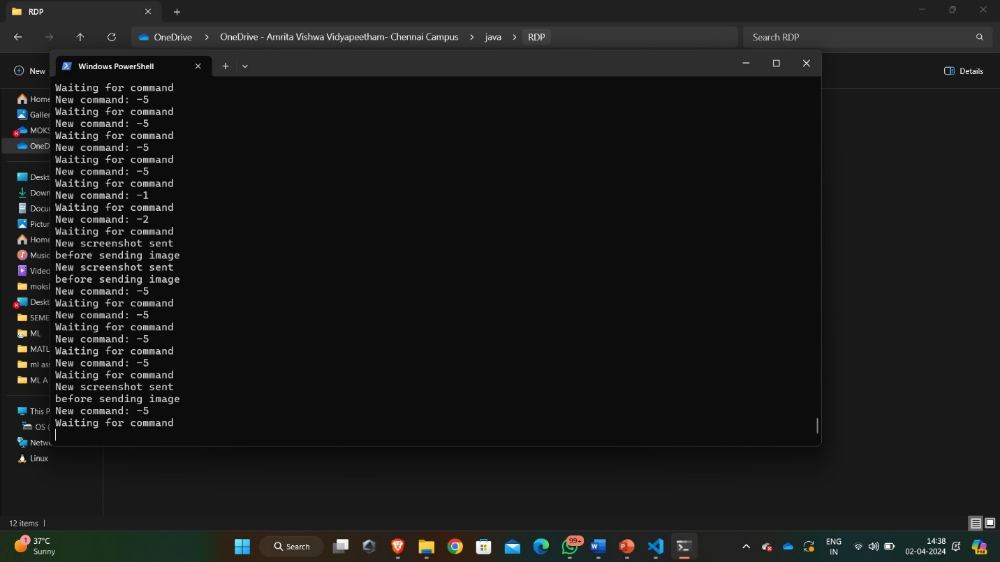 RDP
OneDrive > OneDrive - Amrita Vishwa Vidyapeetham- Chennai Campus > java > RDP
Search RDP
Windows PowerShell
New
Details
Home
OneD
Linux
Waiting for command
New command: -5
Waiting for command
New command: -5
Waiting for command
New command: -5
Waiting for command
New command: -5
Waiting for command
New command: -1
Waiting for command
New command: -2
Waiting for command
New screenshot sent
before sending image
New screenshot sent
before sending image
New command: -5
Waiting for command
New command: -5
Waiting for command
New command: -5
Waiting for command
New command: -5
Waiting for command
New screenshot sent
before sending image
New command: -5
Waiting for command
Home
Galler
MOKS
OneD
Deskt
Down
Docu
Pictur
Home
Music
Video
moks
Deskt
SEME
ML
MATL
ml ass
ML A
This P
OS (
Netwo
Linux
12 items
1
37°C
Sunny
Search
99+
ENG
IN
14:38
02-04-2024
PRE